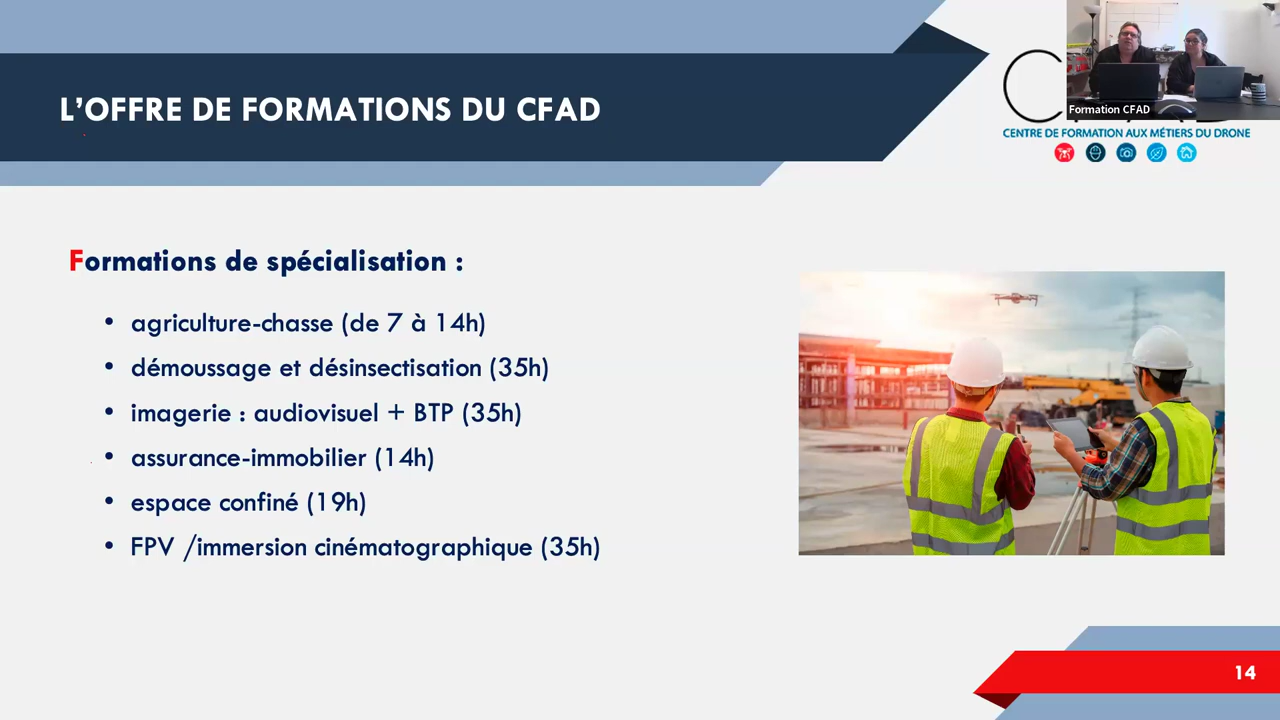 L'OFFRE DE FORMATIONS DU CFAD
Formation CFAD
CENTRE DE FORMATION AUX MÉTIERS DU DRONE
Formations de spécialisation :
• agriculture-chasse (de 7 à 14h)
• démoussage et désinsectisation (35h)
• imagerie : audiovisuel + BTP (35h)
• assurance-immobilier (14h)
• espace confiné (19h)
• FPV /immersion cinématographique (35h)
14